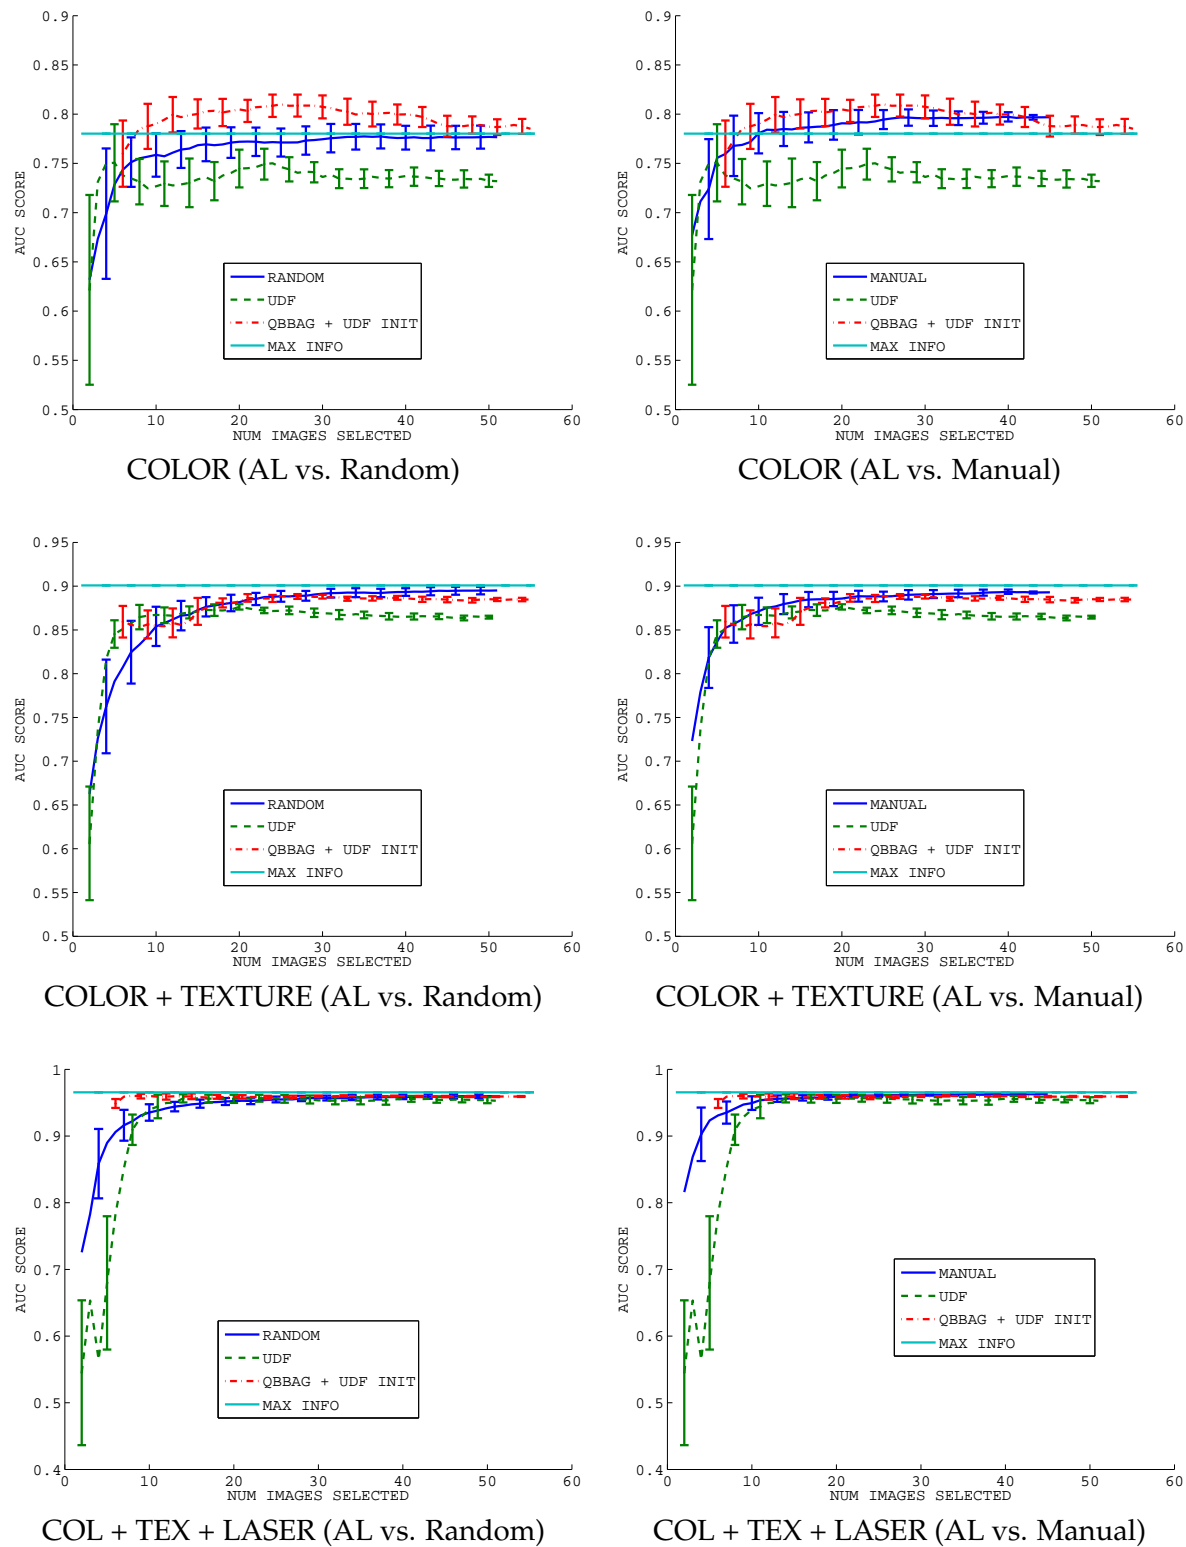 0.9
0.85
0.8
0.75
0.7
0.65
0.6
0.55
0.5
AUC SCORE
0 10 20 30 40 50 60
NUM IMAGES SELECTED
RANDOM
UDF
QBBAG + UDF INIT
MAX INFO
COLOR (AL vs. Random)
0.9
0.85
0.8
0.75
0.7
0.65
0.6
0.55
0.5
AUC SCORE
0 10 20 30 40 50 60
NUM IMAGES SELECTED
MANUAL
UDF
QBBAG + UDF INIT
MAX INFO
COLOR (AL vs. Manual)
0.95
0.9
0.85
0.8
0.75
0.7
0.65
0.6
0.55
0.5
AUC SCORE
0 10 20 30 40 50 60
NUM IMAGES SELECTED
RANDOM
UDF
QBBAG + UDF INIT
MAX INFO
COLOR + TEXTURE (AL vs. Random)
0.95
0.9
0.85
0.8
0.75
0.7
0.65
0.6
0.55
0.5
AUC SCORE
0 10 20 30 40 50 60
NUM IMAGES SELECTED
MANUAL
UDF
QBBAG + UDF INIT
MAX INFO
COLOR + TEXTURE (AL vs. Manual)
1
0.9
0.8
0.7
0.6
0.5
0.4
AUC SCORE
0 10 20 30 40 50 60
NUM IMAGES SELECTED
RANDOM
UDF
QBBAG + UDF INIT
MAX INFO
COL + TEX + LASER (AL vs. Random)
1
0.9
0.8
0.7
0.6
0.5
0.4
AUC SCORE
0 10 20 30 40 50 60
NUM IMAGES SELECTED
MANUAL
UDF
QBBAG + UDF INIT
MAX INFO
COL + TEX + LASER (AL vs. Manual)